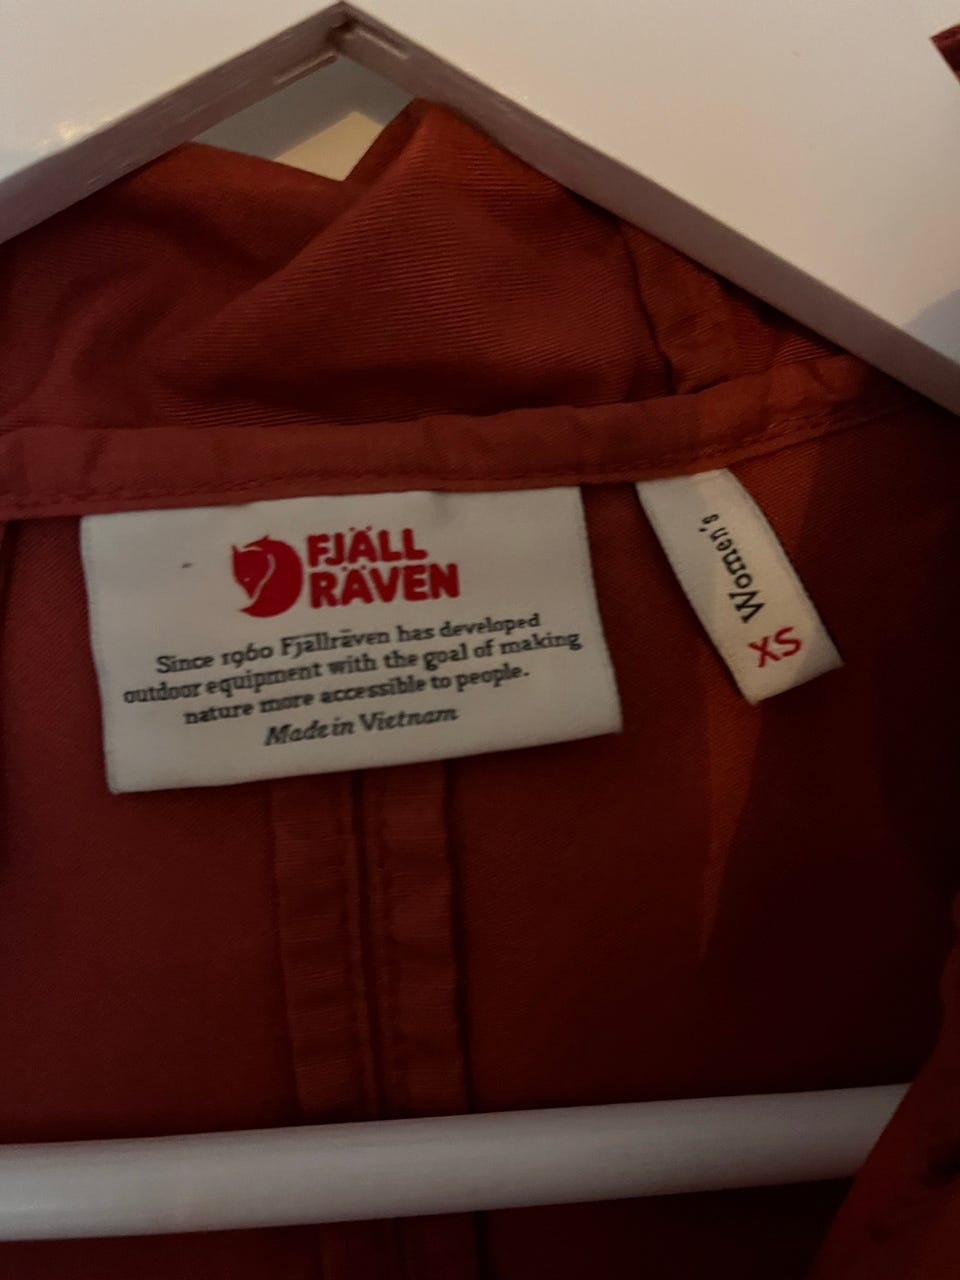 FJÄLL
RÄVEN
Since 1960 Fjällräven has developed
outdoor equipment with the goal of making
nature more accessible to people.
Made in Vietnam
Women's
XS